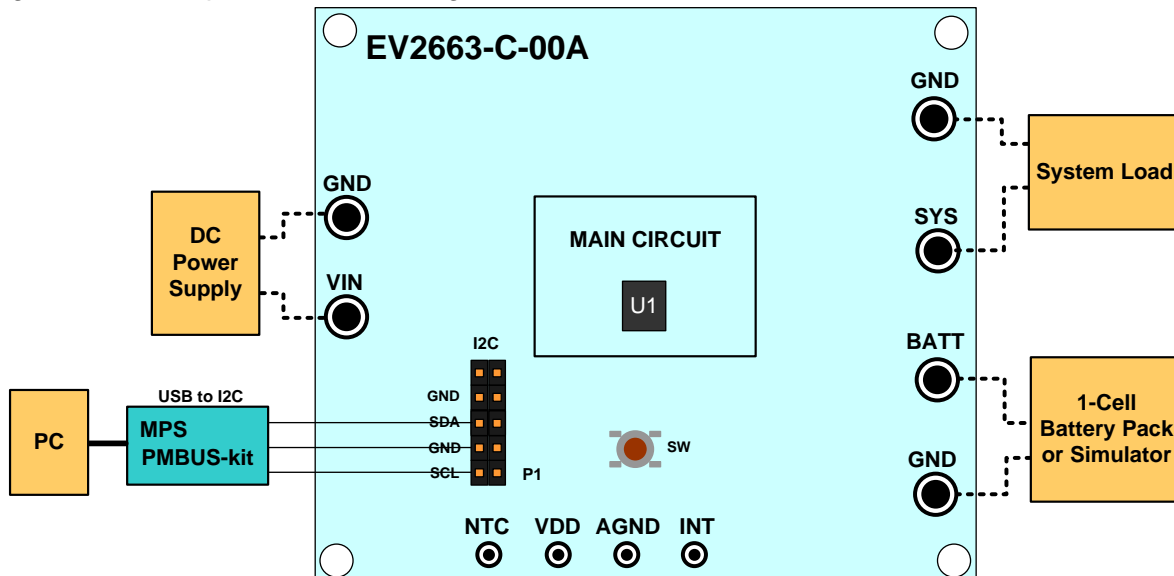 EV2663-C-00A
GND
System Load
SYS
GND
DC
Power
Supply
VIN
MAIN CIRCUIT
U1
BATT
1-Cell
Battery Pack
or Simulator
GND
I2C
GND
SDA
GND
SCL
P1
USB to I2C
PC
MPS
PMBUS-kit
SW
NTC
VDD
AGND
INT